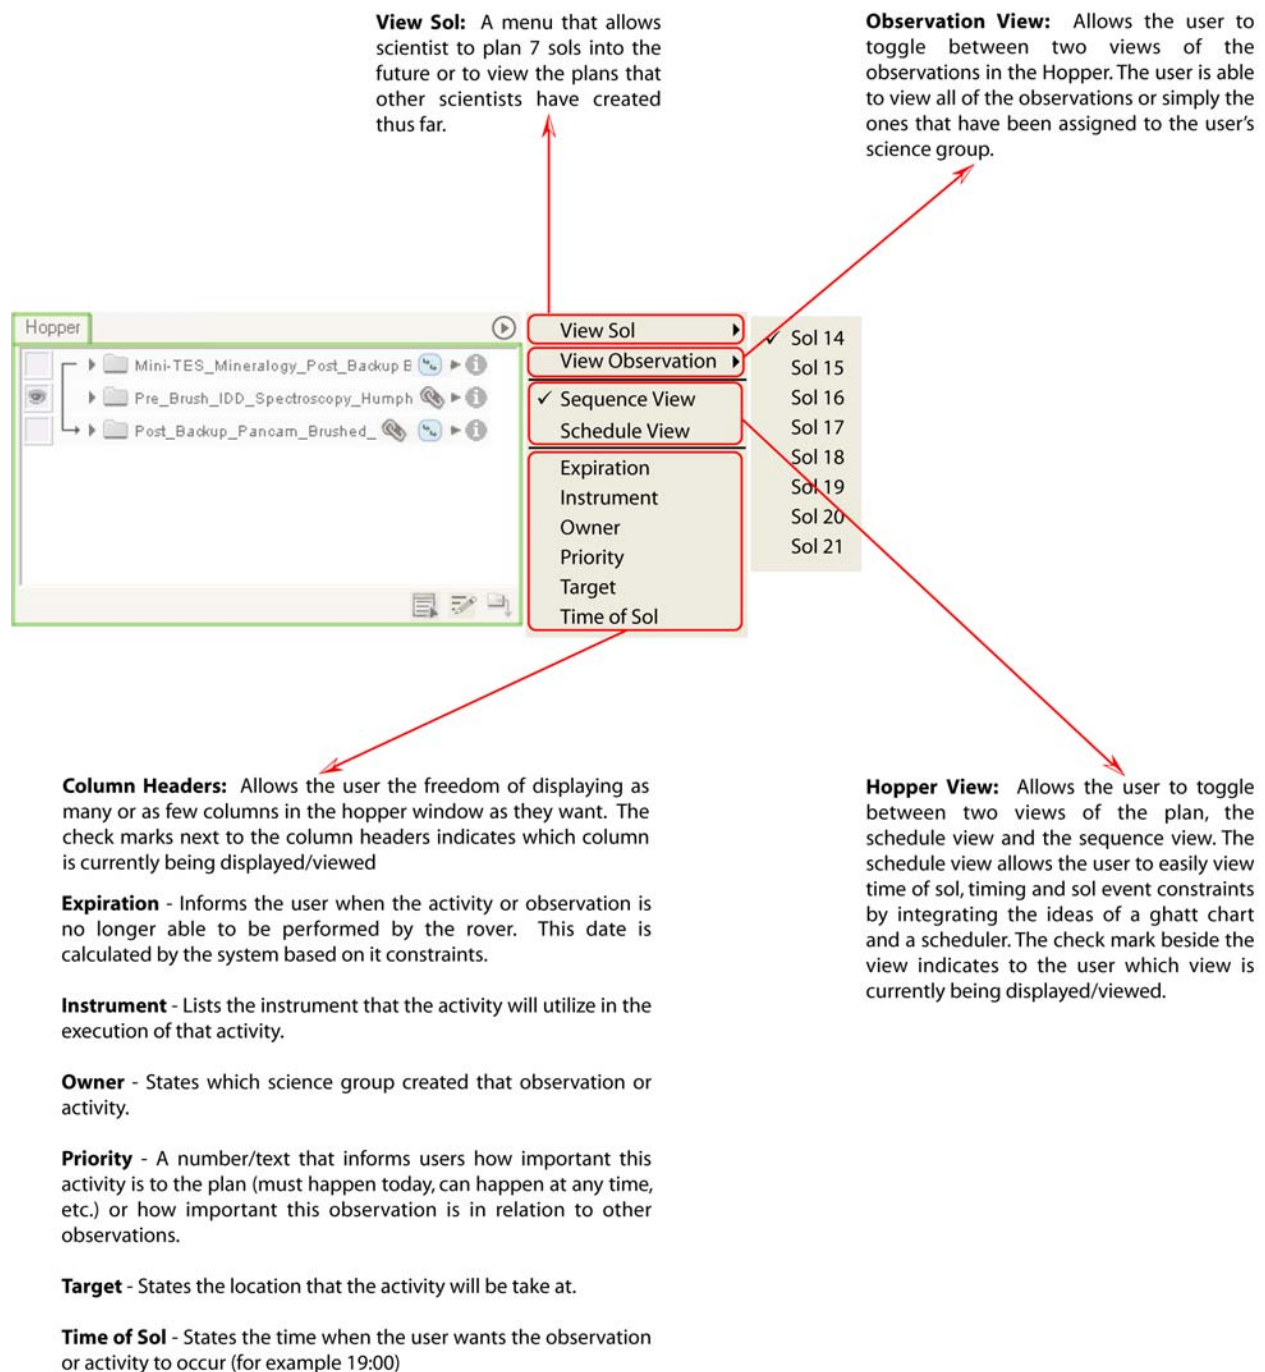 View Sol: A menu that allows
scientist to plan 7 sols into the
future or to view the plans that
other scientists have created
thus far.
Observation View: Allows the user to
toggle between two views of the
observations in the Hopper. The user is able
to view all of the observations or simply the
ones that have been assigned to the user's
science group.
Hopper
Mini-TES_Mineralogy_Post_Backup B
Pre_Brush_IDD_Spectroscopy_Humph
Post_Backup_Pancam_Brushed_
View Sol
View Observation
✓ Sequence View
Schedule View
Expiration
Instrument
Owner
Priority
Target
Time of Sol
✓ Sol 14
Sol 15
Sol 16
Sol 17
Sol 18
Sol 19
Sol 20
Sol 21
Column Headers: Allows the user the freedom of displaying as
many or as few columns in the hopper window as they want. The
check marks next to the column headers indicates which column
is currently being displayed/viewed
Expiration - Informs the user when the activity or observation is
no longer able to be performed by the rover. This date is
calculated by the system based on it constraints.
Instrument - Lists the instrument that the activity will utilize in the
execution of that activity.
Owner - States which science group created that observation or
activity.
Priority - A number/text that informs users how important this
activity is to the plan (must happen today, can happen at any time,
etc.) or how important this observation is in relation to other
observations.
Target - States the location that the activity will be take at.
Time of Sol - States the time when the user wants the observation
or activity to occur (for example 19:00)
Hopper View: Allows the user to toggle
between two views of the plan, the
schedule view and the sequence view. The
schedule view allows the user to easily view
time of sol, timing and sol event constraints
by integrating the ideas of a ghatt chart
and a scheduler. The check mark beside the
view indicates to the user which view is
currently being displayed/viewed.